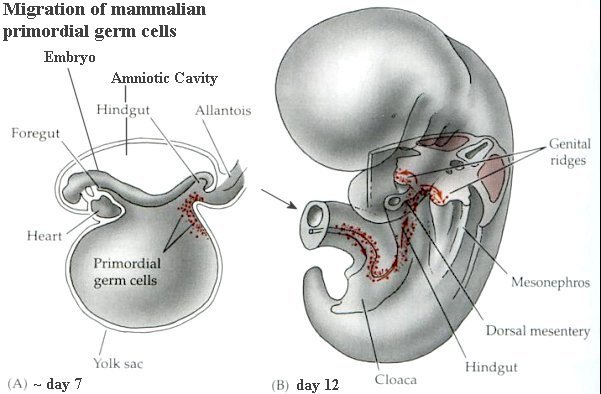 Migration of mammalian
primordial germ cells
Embryo
Amniotic Cavity
Hindgut
Allantois
Foregut
Heart
Primordial
germ cells
Yolk sac
(A) ~ day 7
Genital
ridges
Mesonephros
Dorsal mesentery
Hindgut
Cloaca
(B) day 12